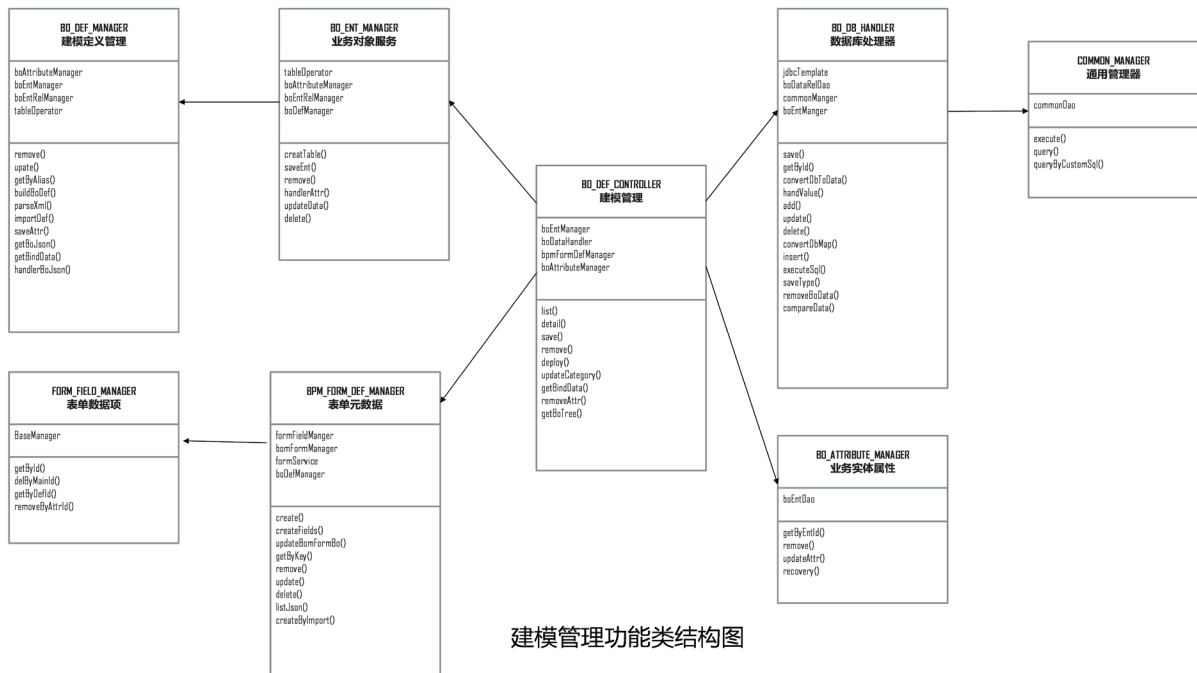 BO_DEF_MANAGER
建模定义管理
boAttributeManager
boEntManager
boEntRelManager
tableOperator
remove()
upate()
getByAlias()
buildBoDef()
parseXml()
importDef()
saveAttr()
getBoJson()
getBindData()
handlerBoJson()
BO_ENT_MANAGER
业务对象服务
tableOperator
boAttributeManager
boEntRelManager
boDefManager
creatTable()
saveEnt()
remove()
handlerAttr()
updateData()
delete()
BO_DEF_CONTROLLER
建模管理
boEntManager
boDataHandler
bpmFormDefManager
boAttributeManager
list()
detail()
save()
remove()
deploy()
updateCategory()
getBindData()
removeAttr()
getBoTree()
BO_DB_HANDLER
数据库处理器
jdbcTemplate
boDataRelDao
commonManger
boEntManger
save()
getById()
convertDbToData()
handValue()
add()
update()
delete()
convertDbMap()
insert()
executeSql()
saveType()
removeBoData()
compareData()
COMMON_MANAGER
通用管理器
commonDao
execute()
query()
queryByCustomSql()
FORM_FIELD_MANAGER
表单数据项
BaseManager
getById()
delByMainId()
getByDefId()
removeByAttrId()
BPM_FORM_DEF_MANAGER
表单元数据
formFieldManger
bomFormManager
formService
boDefManager
create()
createFields()
updateBomFormBo()
getByKey()
remove()
update()
delete()
listJson()
createByImport()
BO_ATTRIBUTE_MANAGER
业务实体属性
boEntDao
getByEntId()
remove()
updateAttr()
recovery()
建模管理功能类结构图